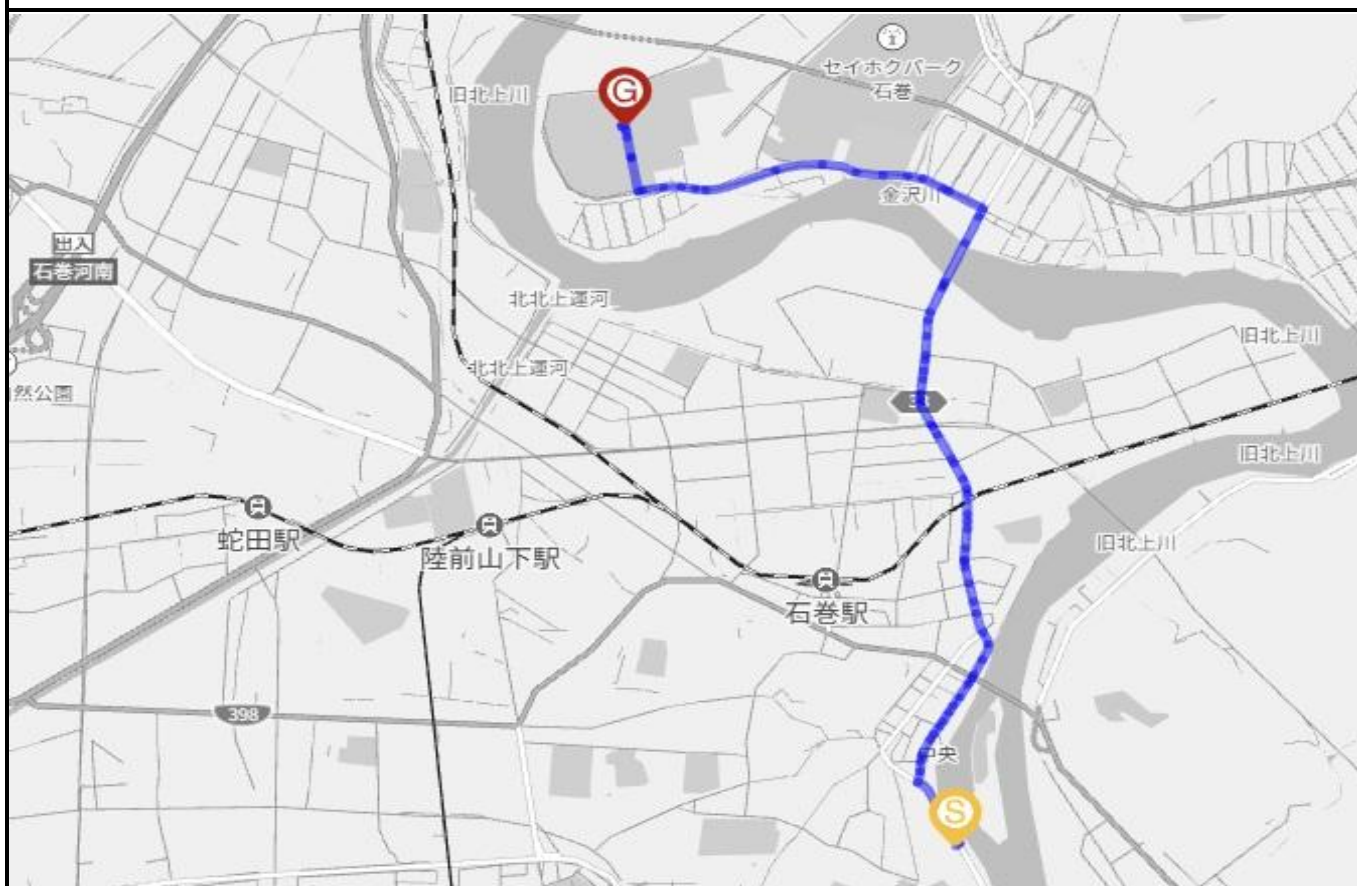 旧北上川
G
セイホクパーク
石巻
金沢川
出入
石巻河南
北北上運河
北北上運河
旧北上川
然公園
33
旧北上川
旧北上川
蛇田駅
陸前山下駅
石巻駅
398
中央
S